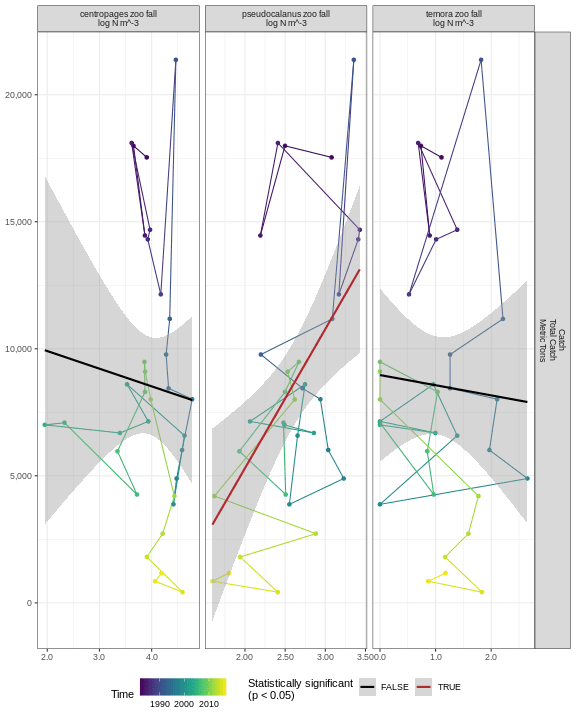 centropages zoo fall
log N m^-3
pseudocalanus zoo fall
log N m^-3
temora zoo fall
log N m^-3
20,000
15,000
10,000
5,000
0
Catch
Total Catch
Metric Tons
2.0 3.0 4.0
2.00 2.50 3.00 3.50
0.0 1.0 2.0
Time
1990 2000 2010
Statistically significant
(p < 0.05)
FALSE
TRUE